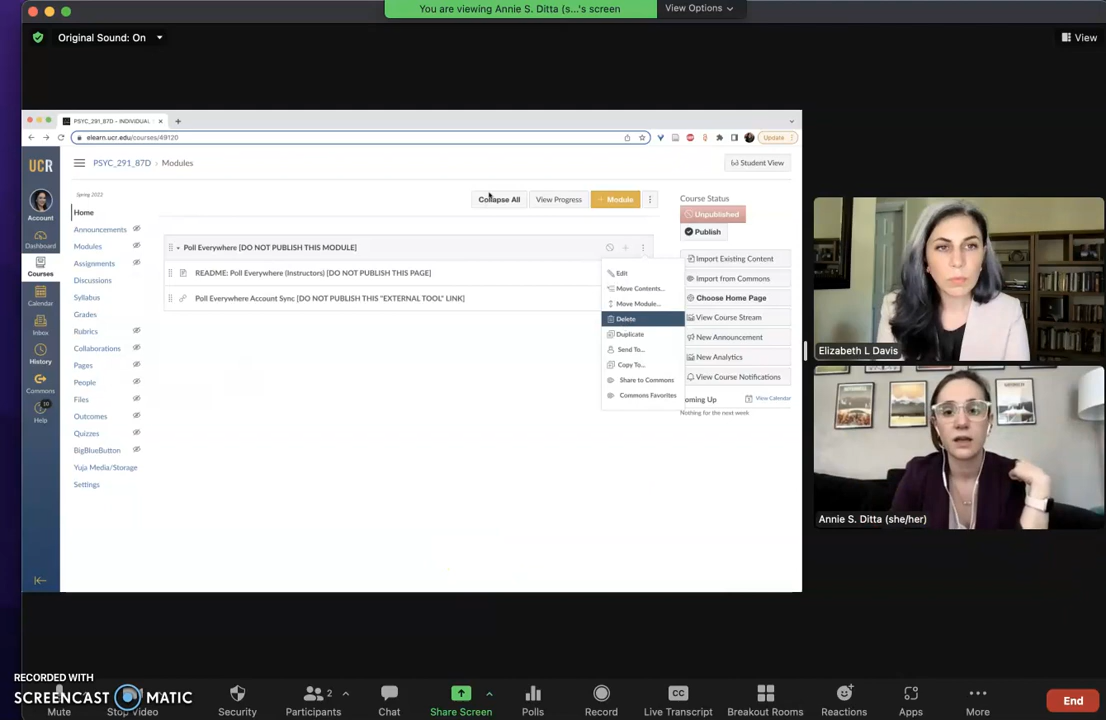 You are viewing Annie S. Ditta (s...'s screen
View Options
Original Sound: On
View
PSYC_291_87D - INDIVIDUAL
elearn.ucr.edu/courses/49120
Update
UCR
PSYC_291_87D › Modules
Student View
Spring 2022
Account
Dashboard
Courses
Calendar
Inbox
History
Commons
10
Help
Home
Announcements
Modules
Assignments
Discussions
Syllabus
Grades
Rubrics
Collaborations
Pages
People
Files
Outcomes
Quizzes
BigBlueButton
Yuja Media/Storage
Settings
Collapse All
View Progress
+ Module
Poll Everywhere [DO NOT PUBLISH THIS MODULE]
README: Poll Everywhere (Instructors) [DO NOT PUBLISH THIS PAGE]
Poll Everywhere Account Sync [DO NOT PUBLISH THIS "EXTERNAL TOOL" LINK]
Edit
Move Contents...
Move Module...
Delete
Duplicate
Send To...
Copy To...
Share to Commons
Commons Favorites
Course Status
Unpublished
Publish
Import Existing Content
Import from Commons
Choose Home Page
View Course Stream
New Announcement
New Analytics
View Course Notifications
oming Up
View Calendar
Nothing for the next week
Elizabeth L Davis
Annie S. Ditta (she/her)
RECORDED WITH
SCREENCAST MATIC
Mute
Stop Video
Security
2
Participants
Chat
Share Screen
Polls
Record
CC
Live Transcript
Breakout Rooms
Reactions
Apps
More
End